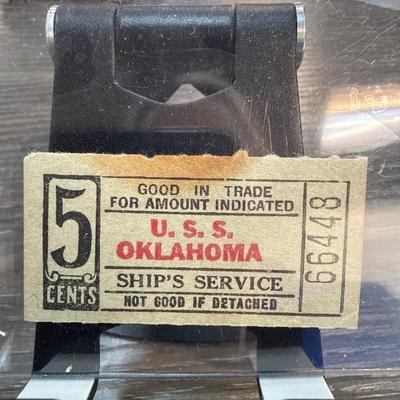 5
CENTS
GOOD IN TRADE
FOR AMOUNT INDICATED
U. S. S.
OKLAHOMA
SHIP'S SERVICE
NOT GOOD IF DETACHED
66448